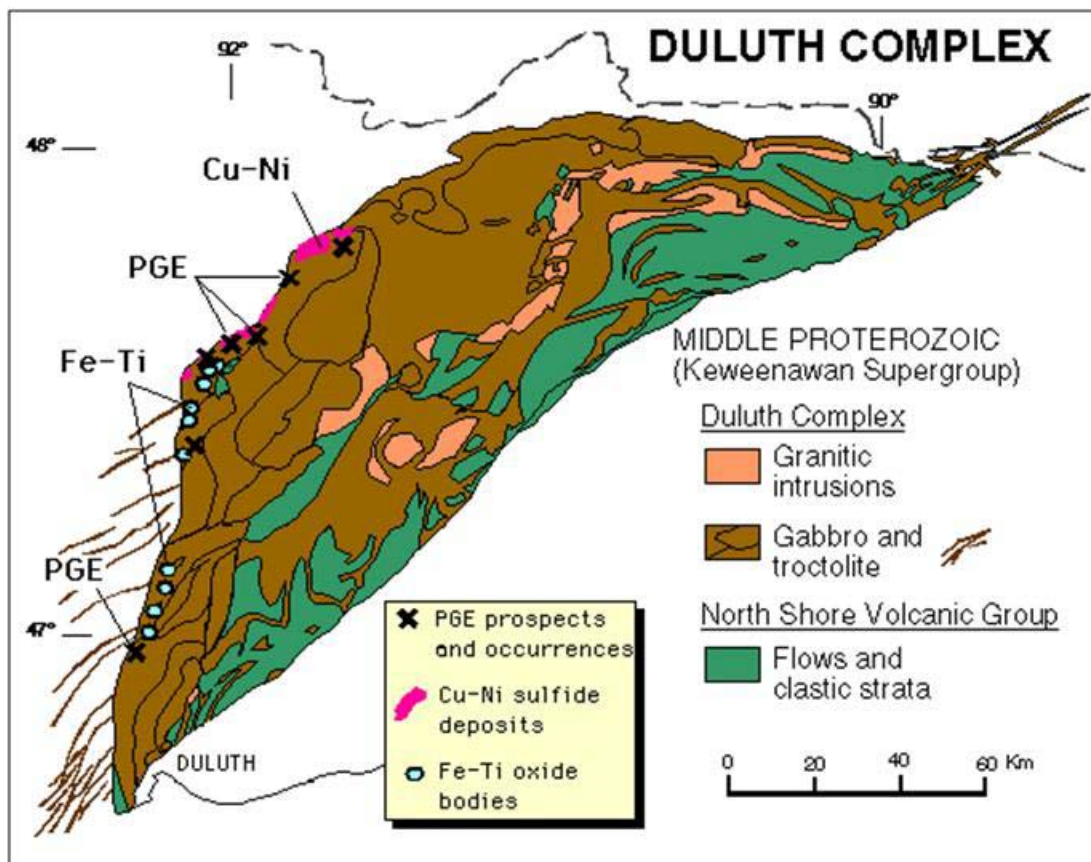 DULUTH COMPLEX
92°
90°
48°
Cu-Ni
PGE
Fe-Ti
PGE
47°
DULUTH
MIDDLE PROTEROZOIC
(Keweenawan Supergroup)
Duluth Complex
Granitic
intrusions
Gabbro and
troctolite
North Shore Volcanic Group
Flows and
clastic strata
PGE prospects
and occurrences
Cu-Ni sulfide
deposits
Fe-Ti oxide
bodies
0 20 40 60 Km